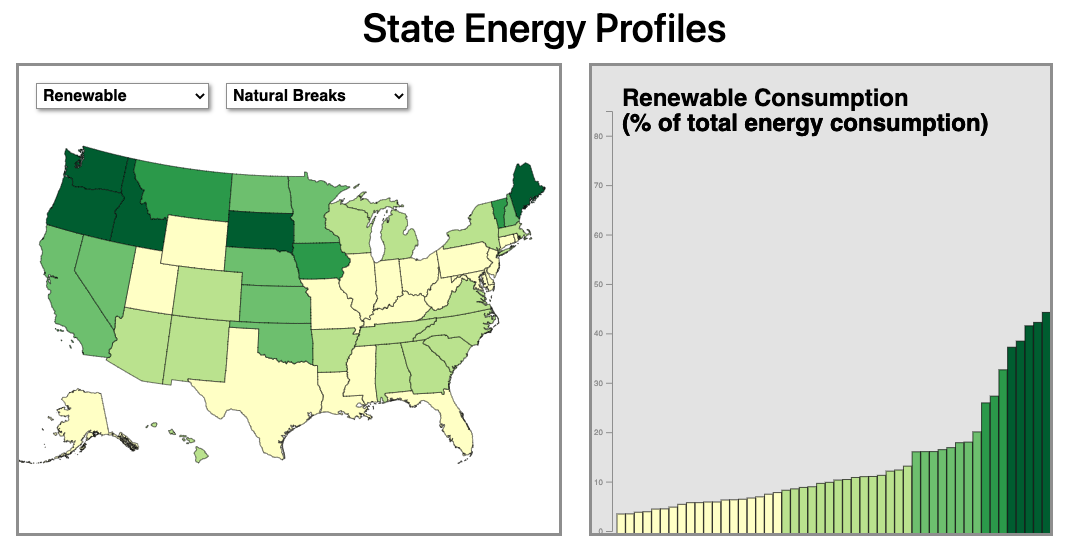 State Energy Profiles
Renewable
Natural Breaks
Renewable Consumption
(% of total energy consumption)
80
70
60
50
40
30
20
10
0